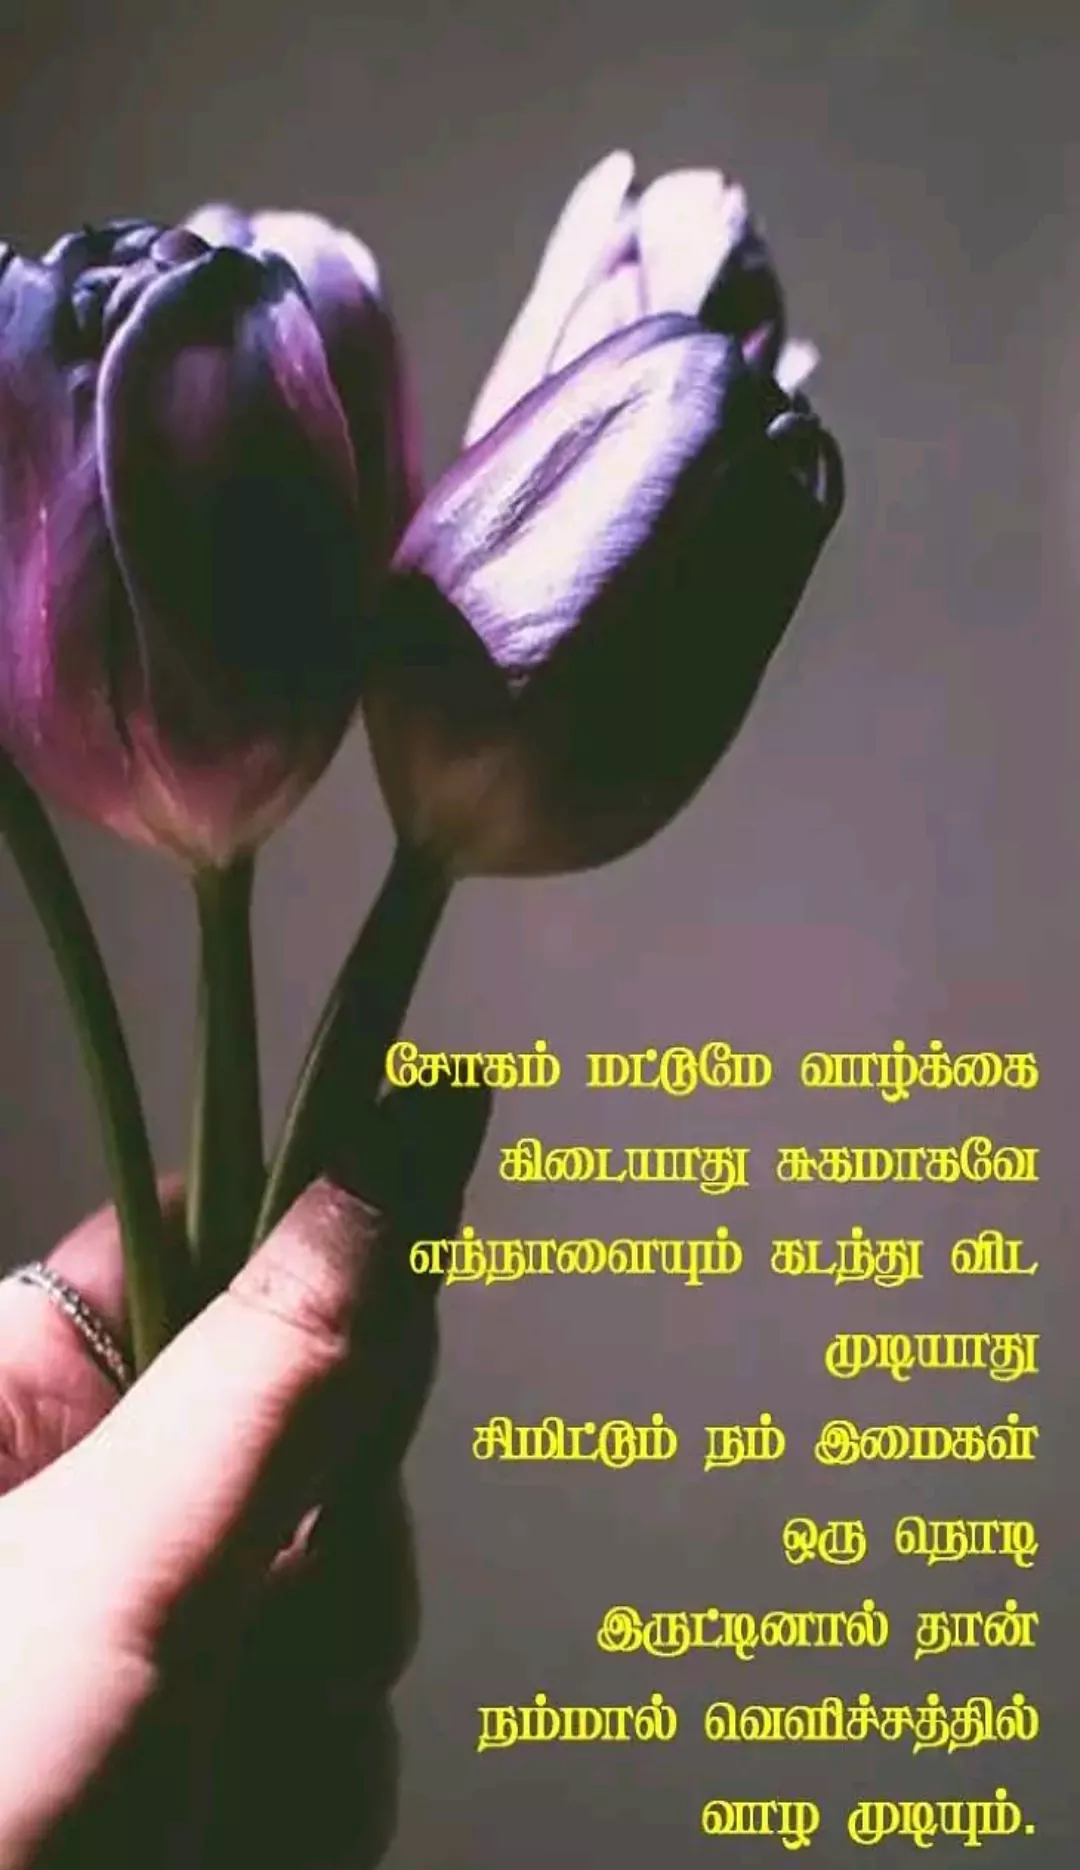 சோகம் மட்டுமே வாழ்க்கை
கிடையாது சுகமாகவே
எந்நாளையும் கடந்து விட
முடியாது
சிமிட்டும் நம் இமைகள்
ஒரு நொடி
இருட்டினால் தான்
நம்மால் வெளிச்சத்தில்
வாழ முடியும்.